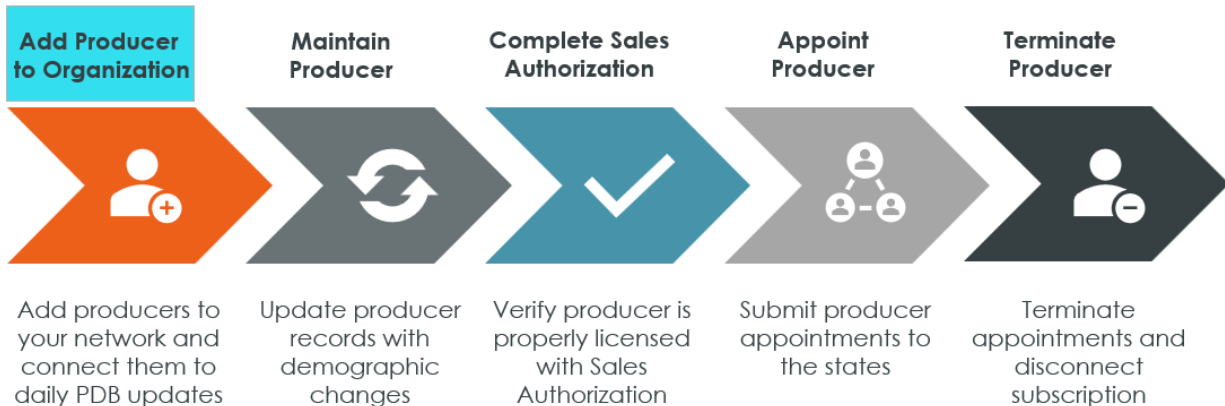 Add Producer
to Organization
Maintain
Producer
Complete Sales
Authorization
Appoint
Producer
Terminate
Producer
Add producers to
your network and
connect them to
daily PDB updates
Update producer
records with
demographic
changes
Verify producer is
properly licensed
with Sales
Authorization
Submit producer
appointments to
the states
Terminate
appointments and
disconnect
subscription